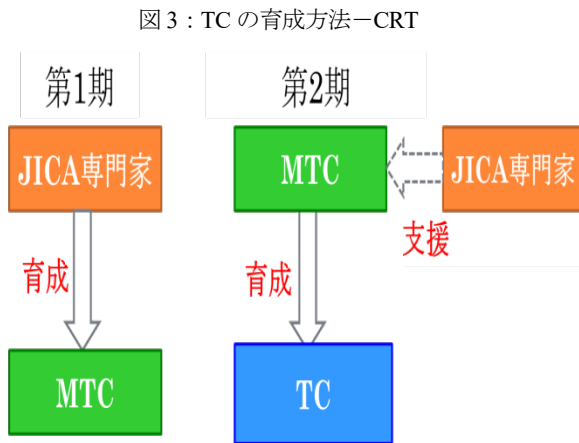 図3：TCの育成方法－CRT
第1期
第2期
JICA専門家
MTC
JICA専門家
支援
育成
育成
MTC
TC